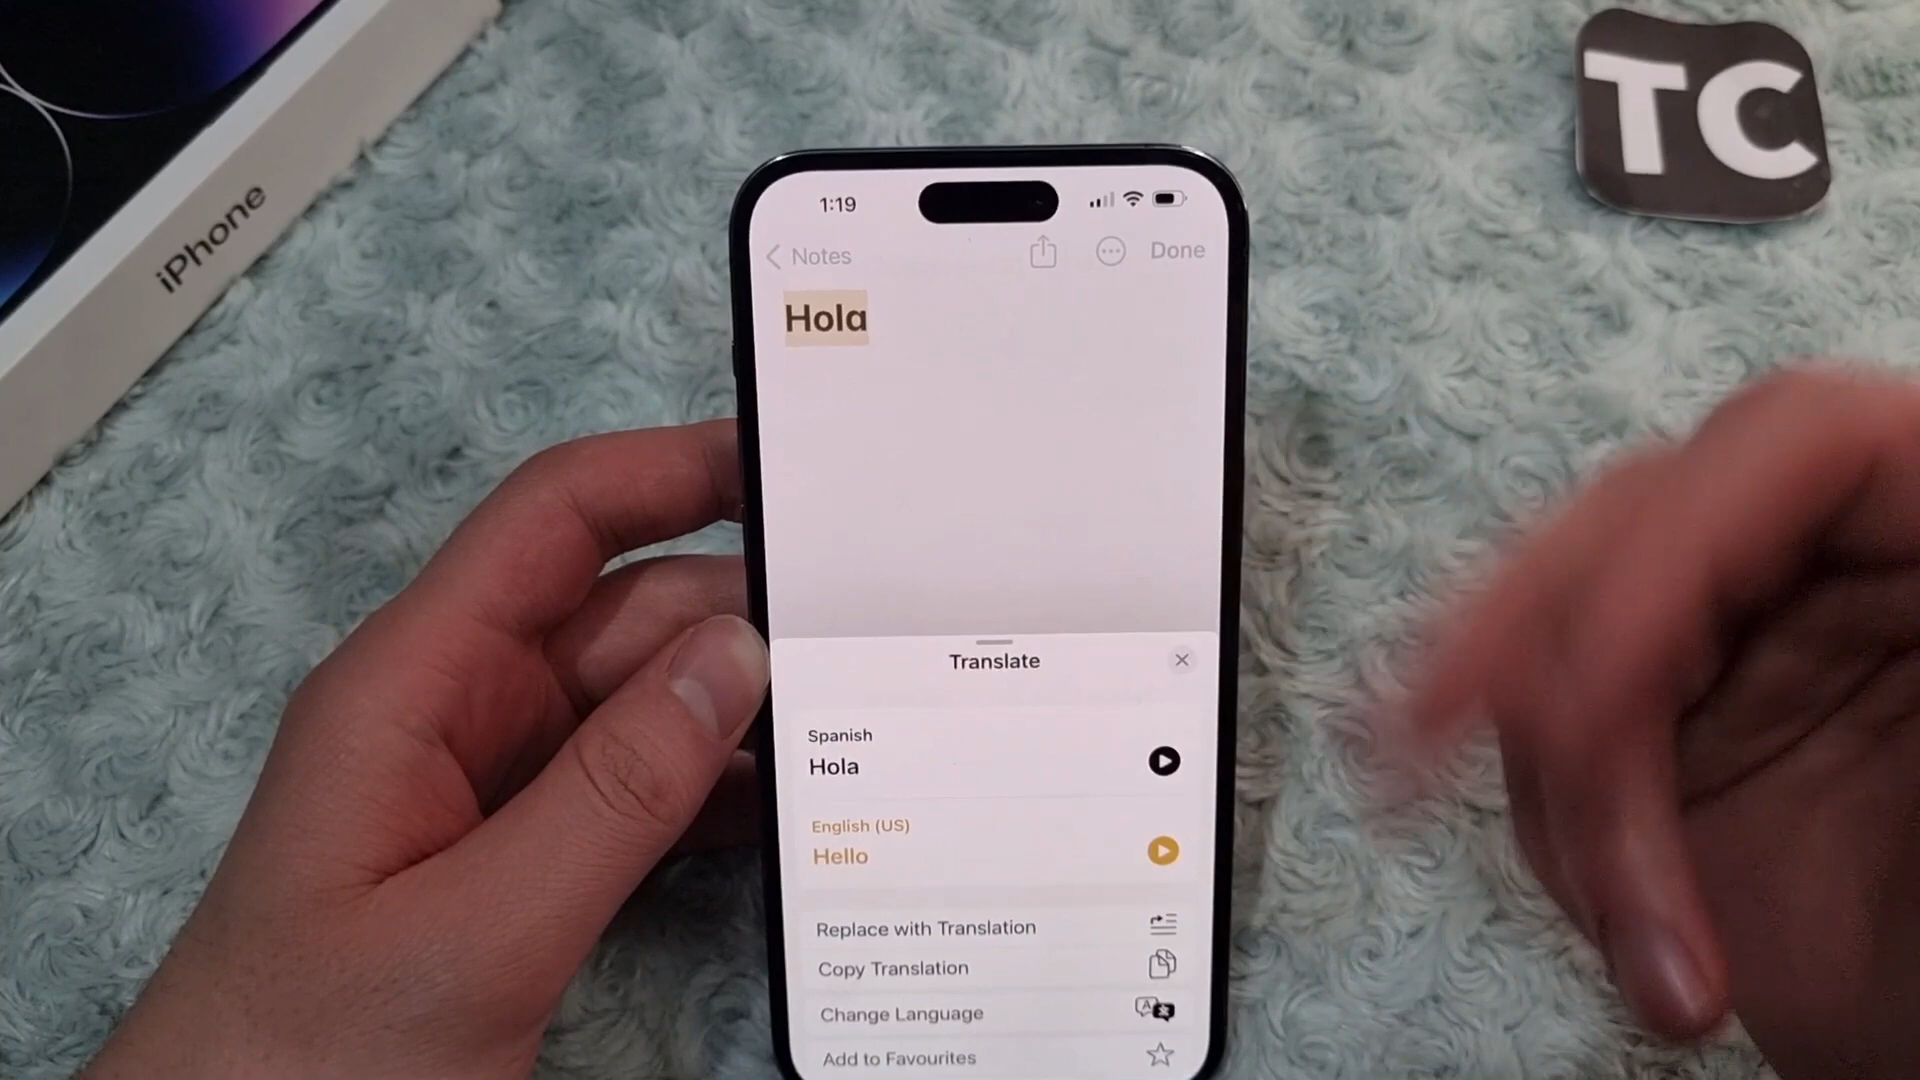 iPhone
TC
1:19
Notes
Done
Hola
Translate
Spanish
Hola
English (US)
Hello
Replace with Translation
Copy Translation
Change Language
Add to Favourites